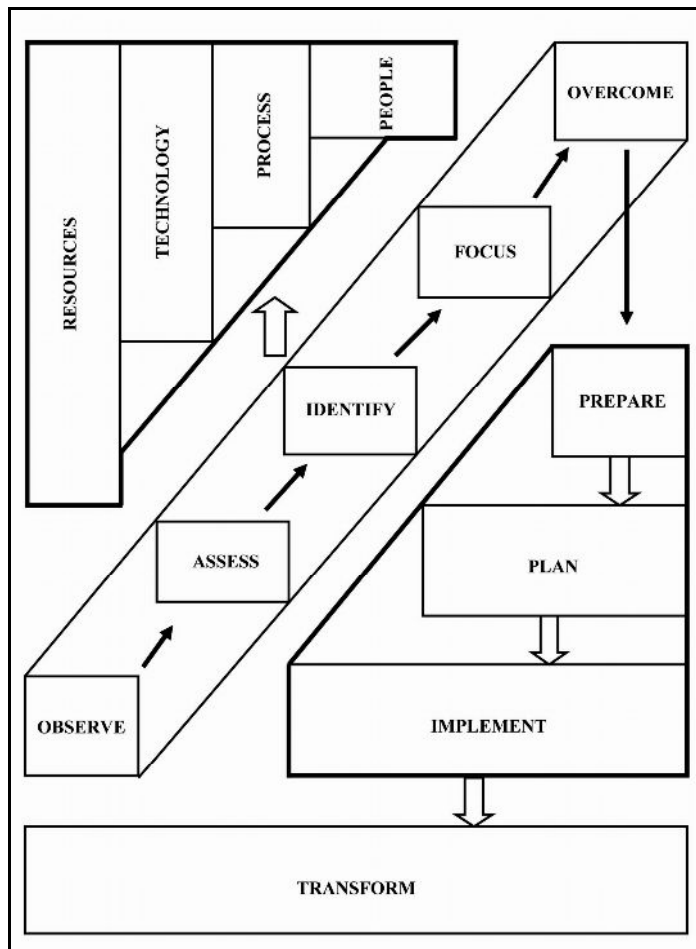 RESOURCES
TECHNOLOGY
PROCESS
PEOPLE
OVERCOME
FOCUS
IDENTIFY
ASSESS
OBSERVE
PREPARE
PLAN
IMPLEMENT
TRANSFORM